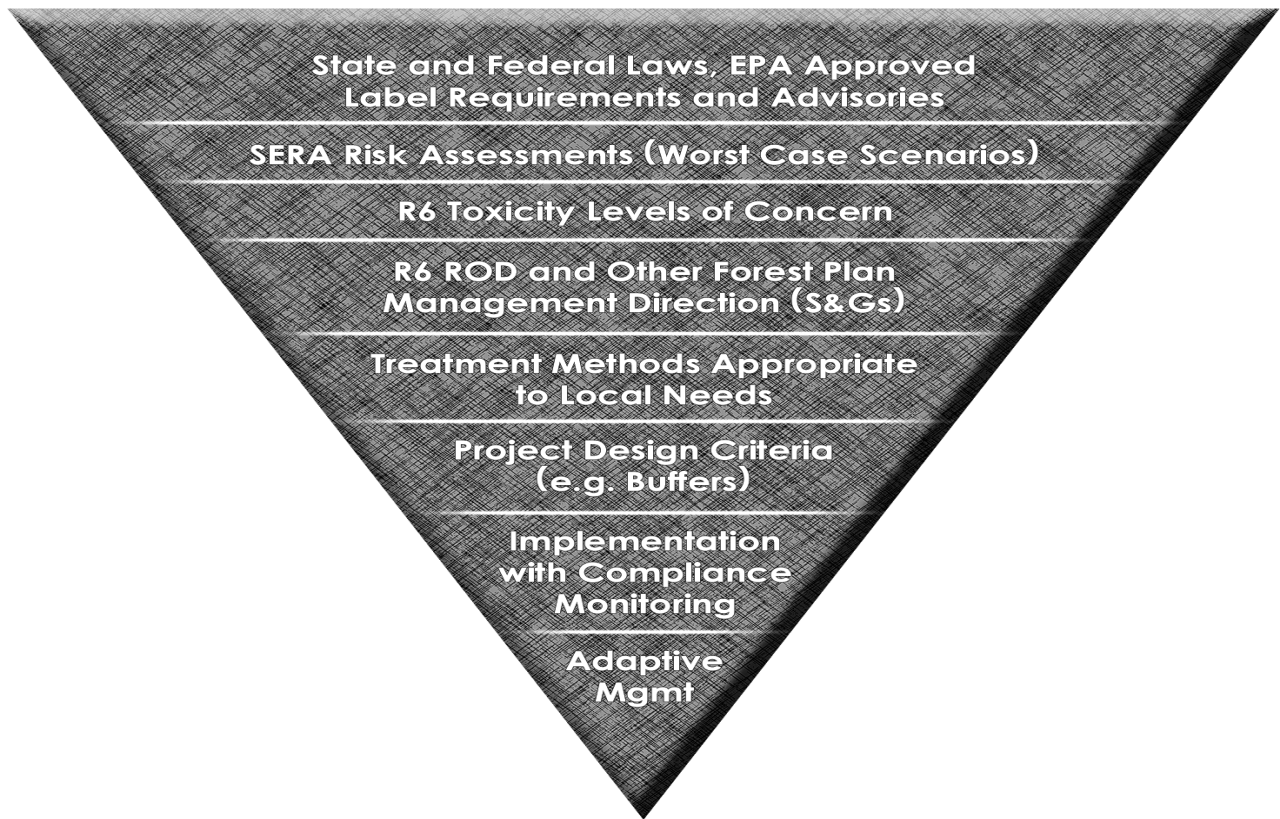 State and Federal Laws, EPA Approved
Label Requirements and Advisories
SERA Risk Assessments (Worst Case Scenarios)
R6 Toxicity Levels of Concern
R6 ROD and Other Forest Plan
Management Direction (S&Gs)
Treatment Methods Appropriate
to Local Needs
Project Design Criteria
(e.g. Buffers)
Implementation
with Compliance
Monitoring
Adaptive
Mgmt